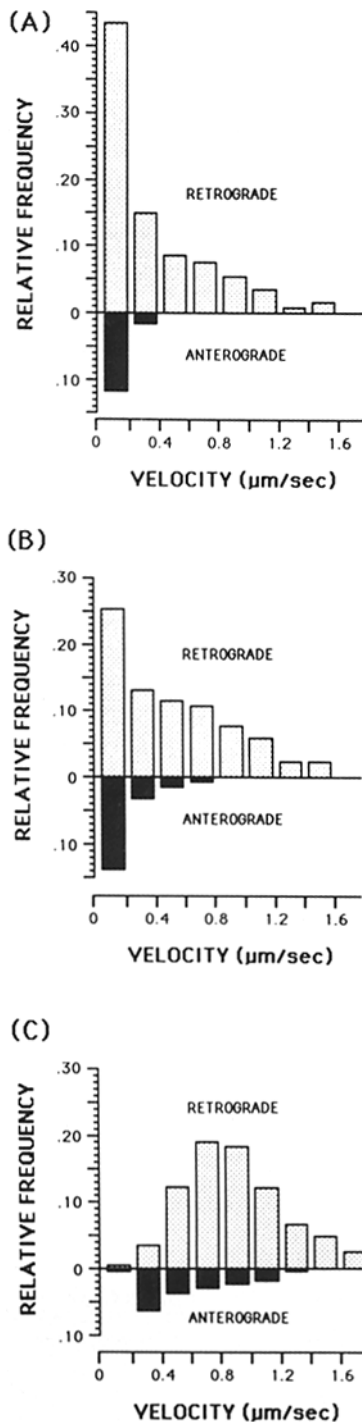 (A)
.40
.30
.20
.10
0
.10
RELATIVE FREQUENCY
RETROGRADE
ANTEROGRADE
0 0.4 0.8 1.2 1.6
VELOCITY (µm/sec)
(B)
.30
.20
.10
0
.10
RELATIVE FREQUENCY
RETROGRADE
ANTEROGRADE
0 0.4 0.8 1.2 1.6
VELOCITY (µm/sec)
(C)
.30
.20
.10
0
.10
RELATIVE FREQUENCY
RETROGRADE
ANTEROGRADE
0 0.4 0.8 1.2 1.6
VELOCITY (µm/sec)